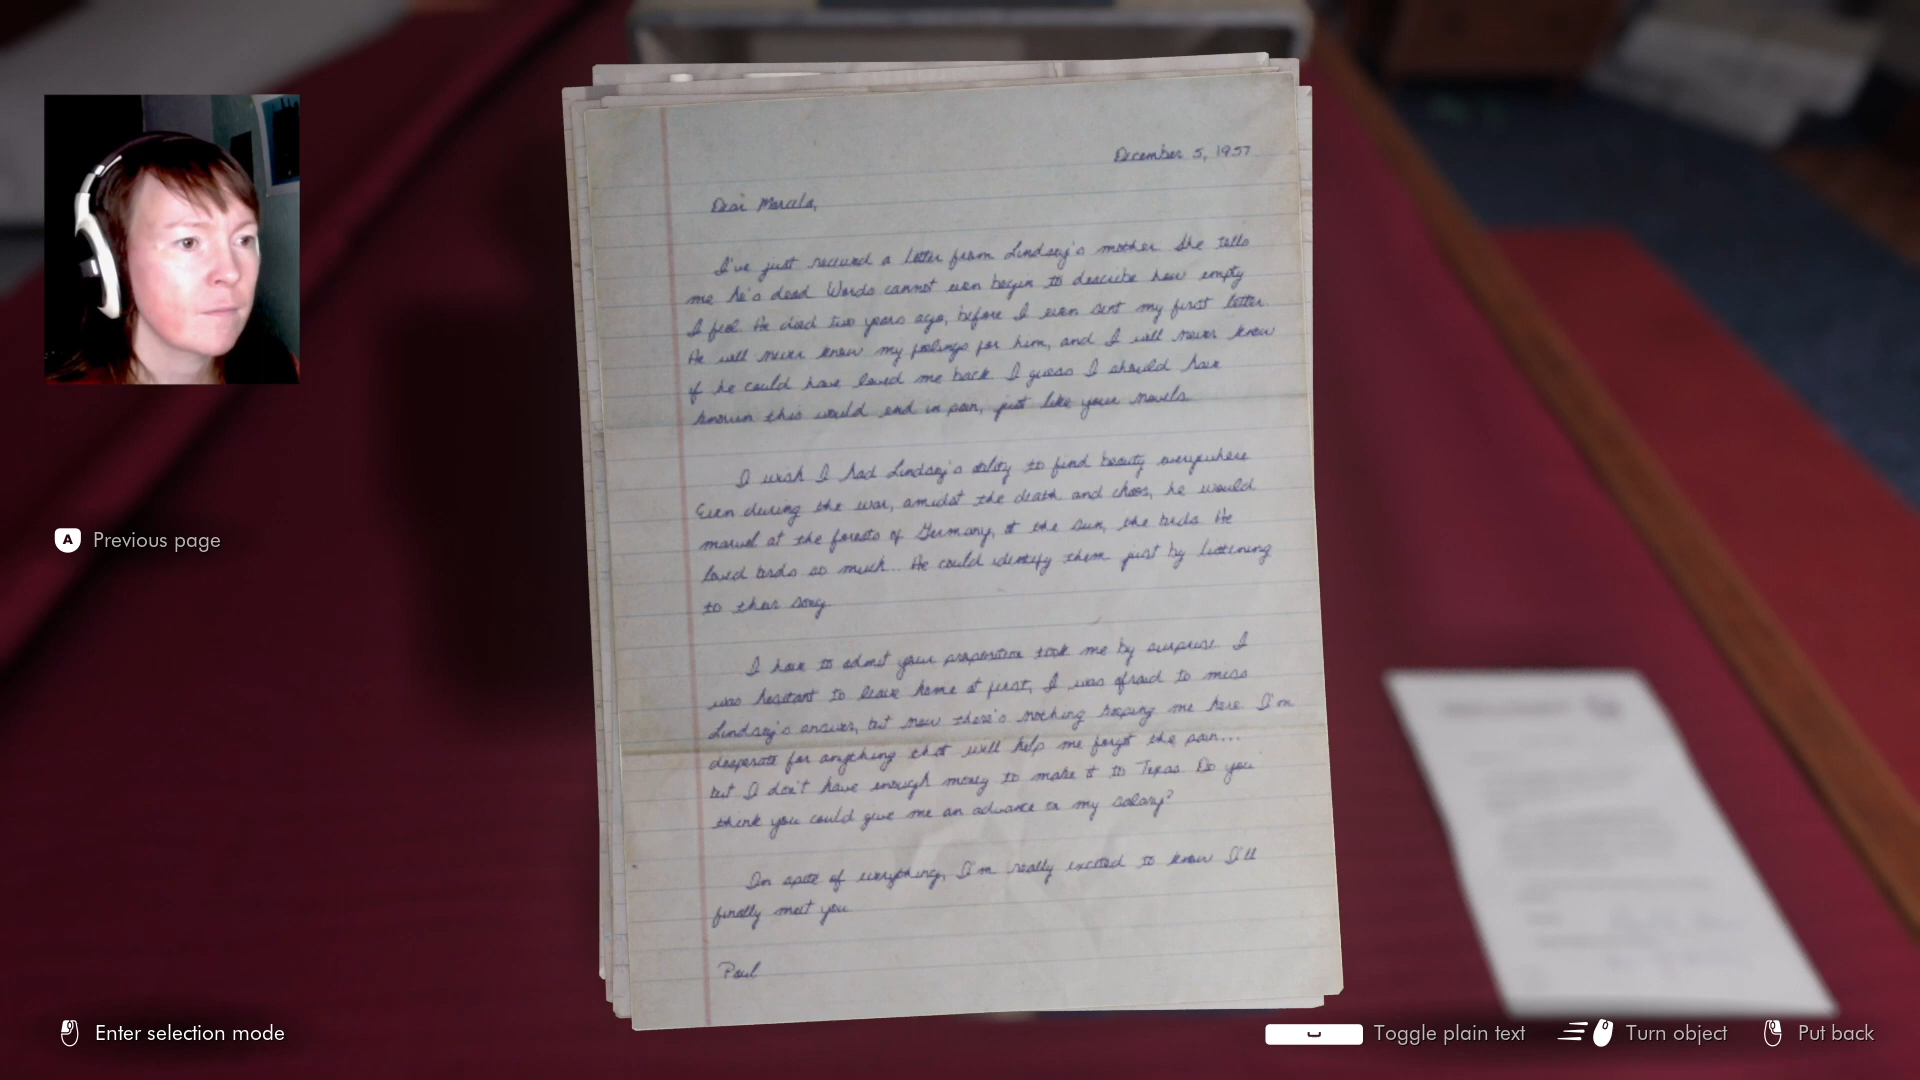 December 5, 1957
Dear Marcela,
I've just received a letter from Lindsay's mother. She tells
me he's dead. Words cannot even begin to describe how empty
I feel. He died two years ago, before I even sent my first letter.
He will never know my feelings for him, and I will never know
if he could have loved me back. I guess I should have
known this would end in pain, just like your novels.
I wish I had Lindsay's ability to find beauty everywhere.
Even during the war, amidst the death and chaos, he would
marvel at the forests of Germany, at the sun, the birds. He
loved birds so much... He could identify them just by listening
to their song.
I have to admit your proposition took me by surprise. I
was hesitant to leave home at first, I was afraid to miss
Lindsay's answer, but now there's nothing keeping me here. I'm
desperate for anything that will help me forget the pain...
but I don't have enough money to make it to Texas. Do you
think you could give me an advance on my salary?
In spite of everything, I'm really excited to know I'll
finally meet you.
Paul
A Previous page
Enter selection mode
Toggle plain text
Turn object
Put back